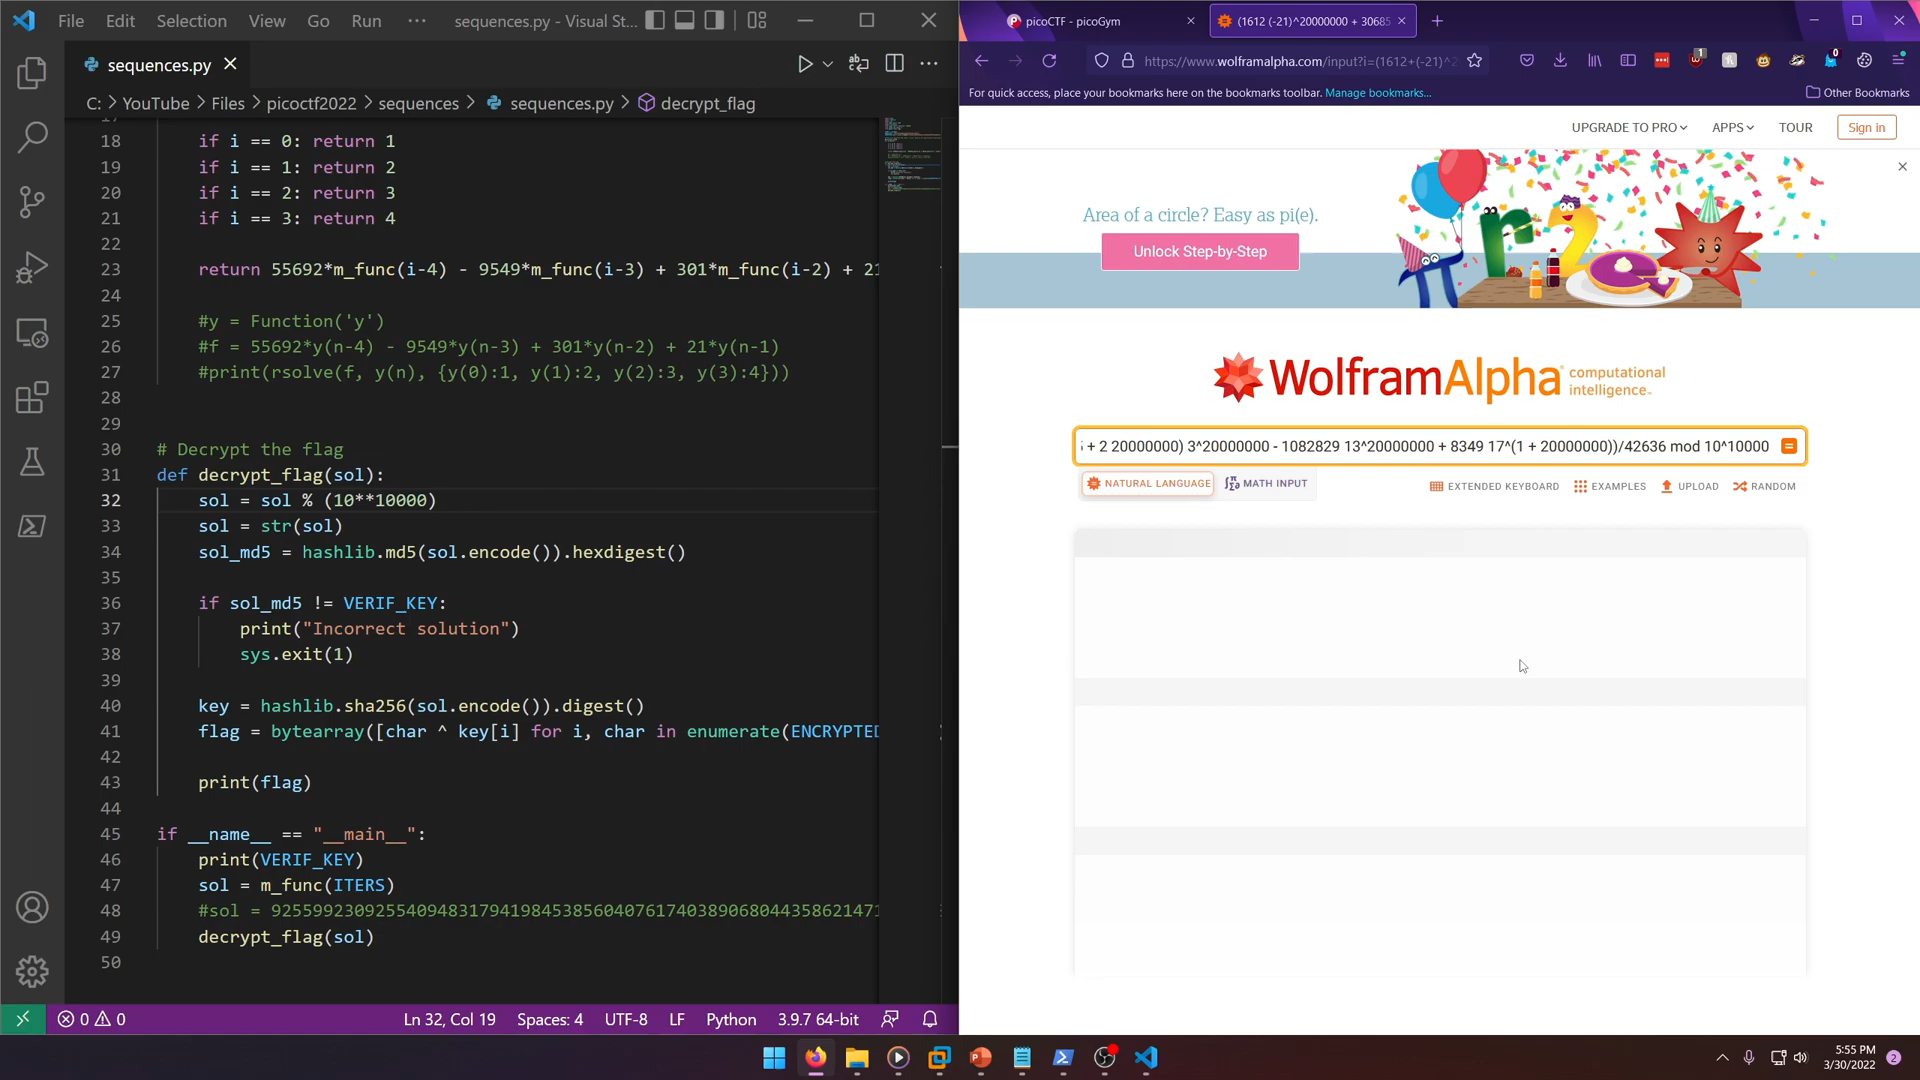 File Edit Selection View Go Run ··· sequences.py - Visual St...
sequences.py
C: > YouTube > Files > picoctf2022 > sequences > sequences.py > decrypt_flag
18 if i == 0: return 1
19 if i == 1: return 2
20 if i == 2: return 3
21 if i == 3: return 4
22
23 return 55692*m_func(i-4) - 9549*m_func(i-3) + 301*m_func(i-2) + 21
24
25 #y = Function('y')
26 #f = 55692*y(n-4) - 9549*y(n-3) + 301*y(n-2) + 21*y(n-1)
27 #print(rsolve(f, y(n), {y(0):1, y(1):2, y(2):3, y(3):4}))
28
29
30 # Decrypt the flag
31 def decrypt_flag(sol):
32 sol = sol % (10**10000)
33 sol = str(sol)
34 sol_md5 = hashlib.md5(sol.encode()).hexdigest()
35
36 if sol_md5 != VERIF_KEY:
37 print("Incorrect solution")
38 sys.exit(1)
39
40 key = hashlib.sha256(sol.encode()).digest()
41 flag = bytearray([char ^ key[i] for i, char in enumerate(ENCRYPTED
42
43 print(flag)
44
45 if __name__ == "__main__":
46 print(VERIF_KEY)
47 sol = m_func(ITERS)
48 #sol = 92559923092554094831794198453856040761740389068044358621471
49 decrypt_flag(sol)
50
0 0 Ln 32, Col 19 Spaces: 4 UTF-8 LF Python 3.9.7 64-bit
picoCTF - picoGym
(1612 (-21)^20000000 + 30685
https://www.wolframalpha.com/input?i=(1612+(-21)^2
1
0
For quick access, place your bookmarks here on the bookmarks toolbar. Manage bookmarks...
Other Bookmarks
UPGRADE TO PRO APPS TOUR Sign in
Area of a circle? Easy as pi(e).
Unlock Step-by-Step
WolframAlpha computational intelligence
+ 2 20000000) 3^20000000 - 1082829 13^20000000 + 8349 17^(1 + 20000000))/42636 mod 10^10000
NATURAL LANGUAGE MATH INPUT EXTENDED KEYBOARD EXAMPLES UPLOAD RANDOM
5:55 PM
3/30/2022
2